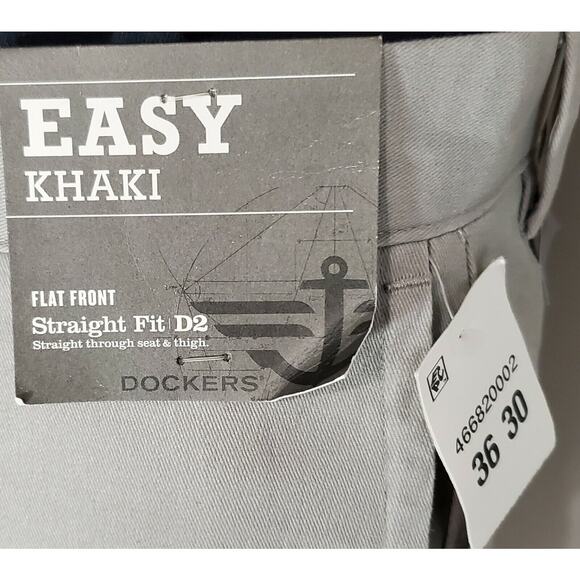 EASY
KHAKI
FLAT FRONT
Straight Fit | D2
Straight through seat & thigh.
DOCKERS®
466820002
36 30